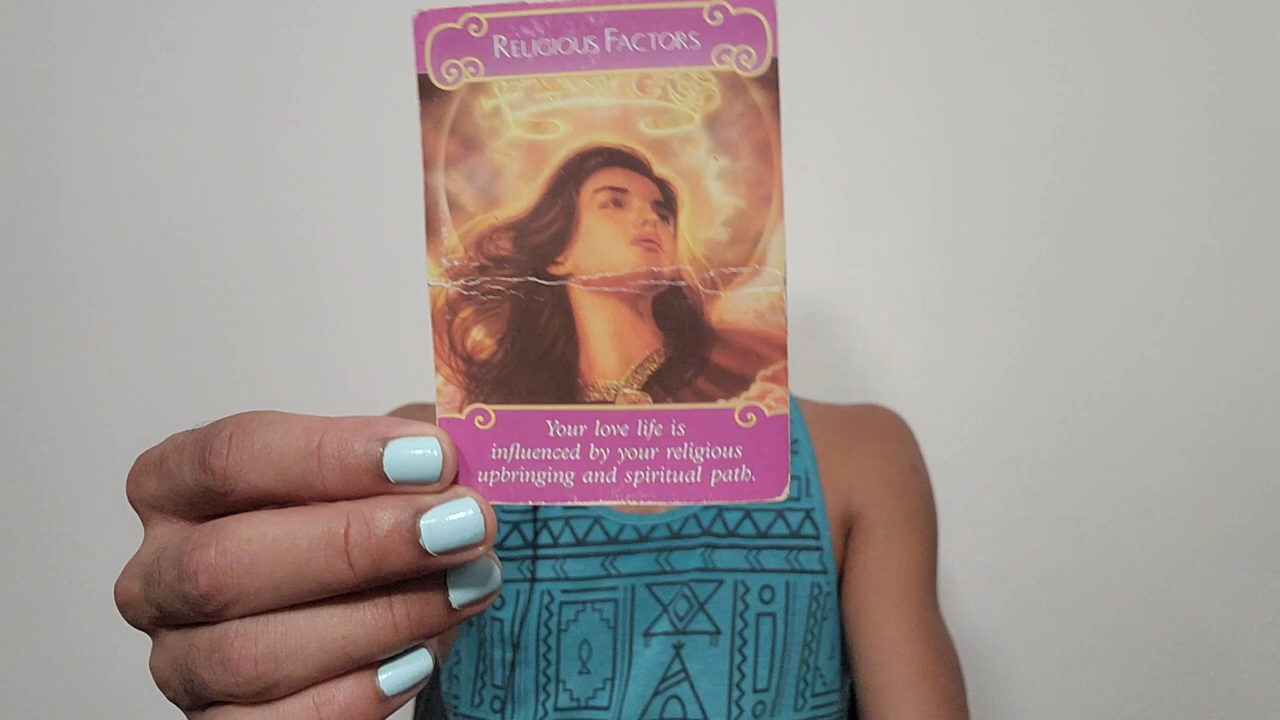 RELIGIOUS FACTORS
Your love life is
influenced by your religious
upbringing and spiritual path.